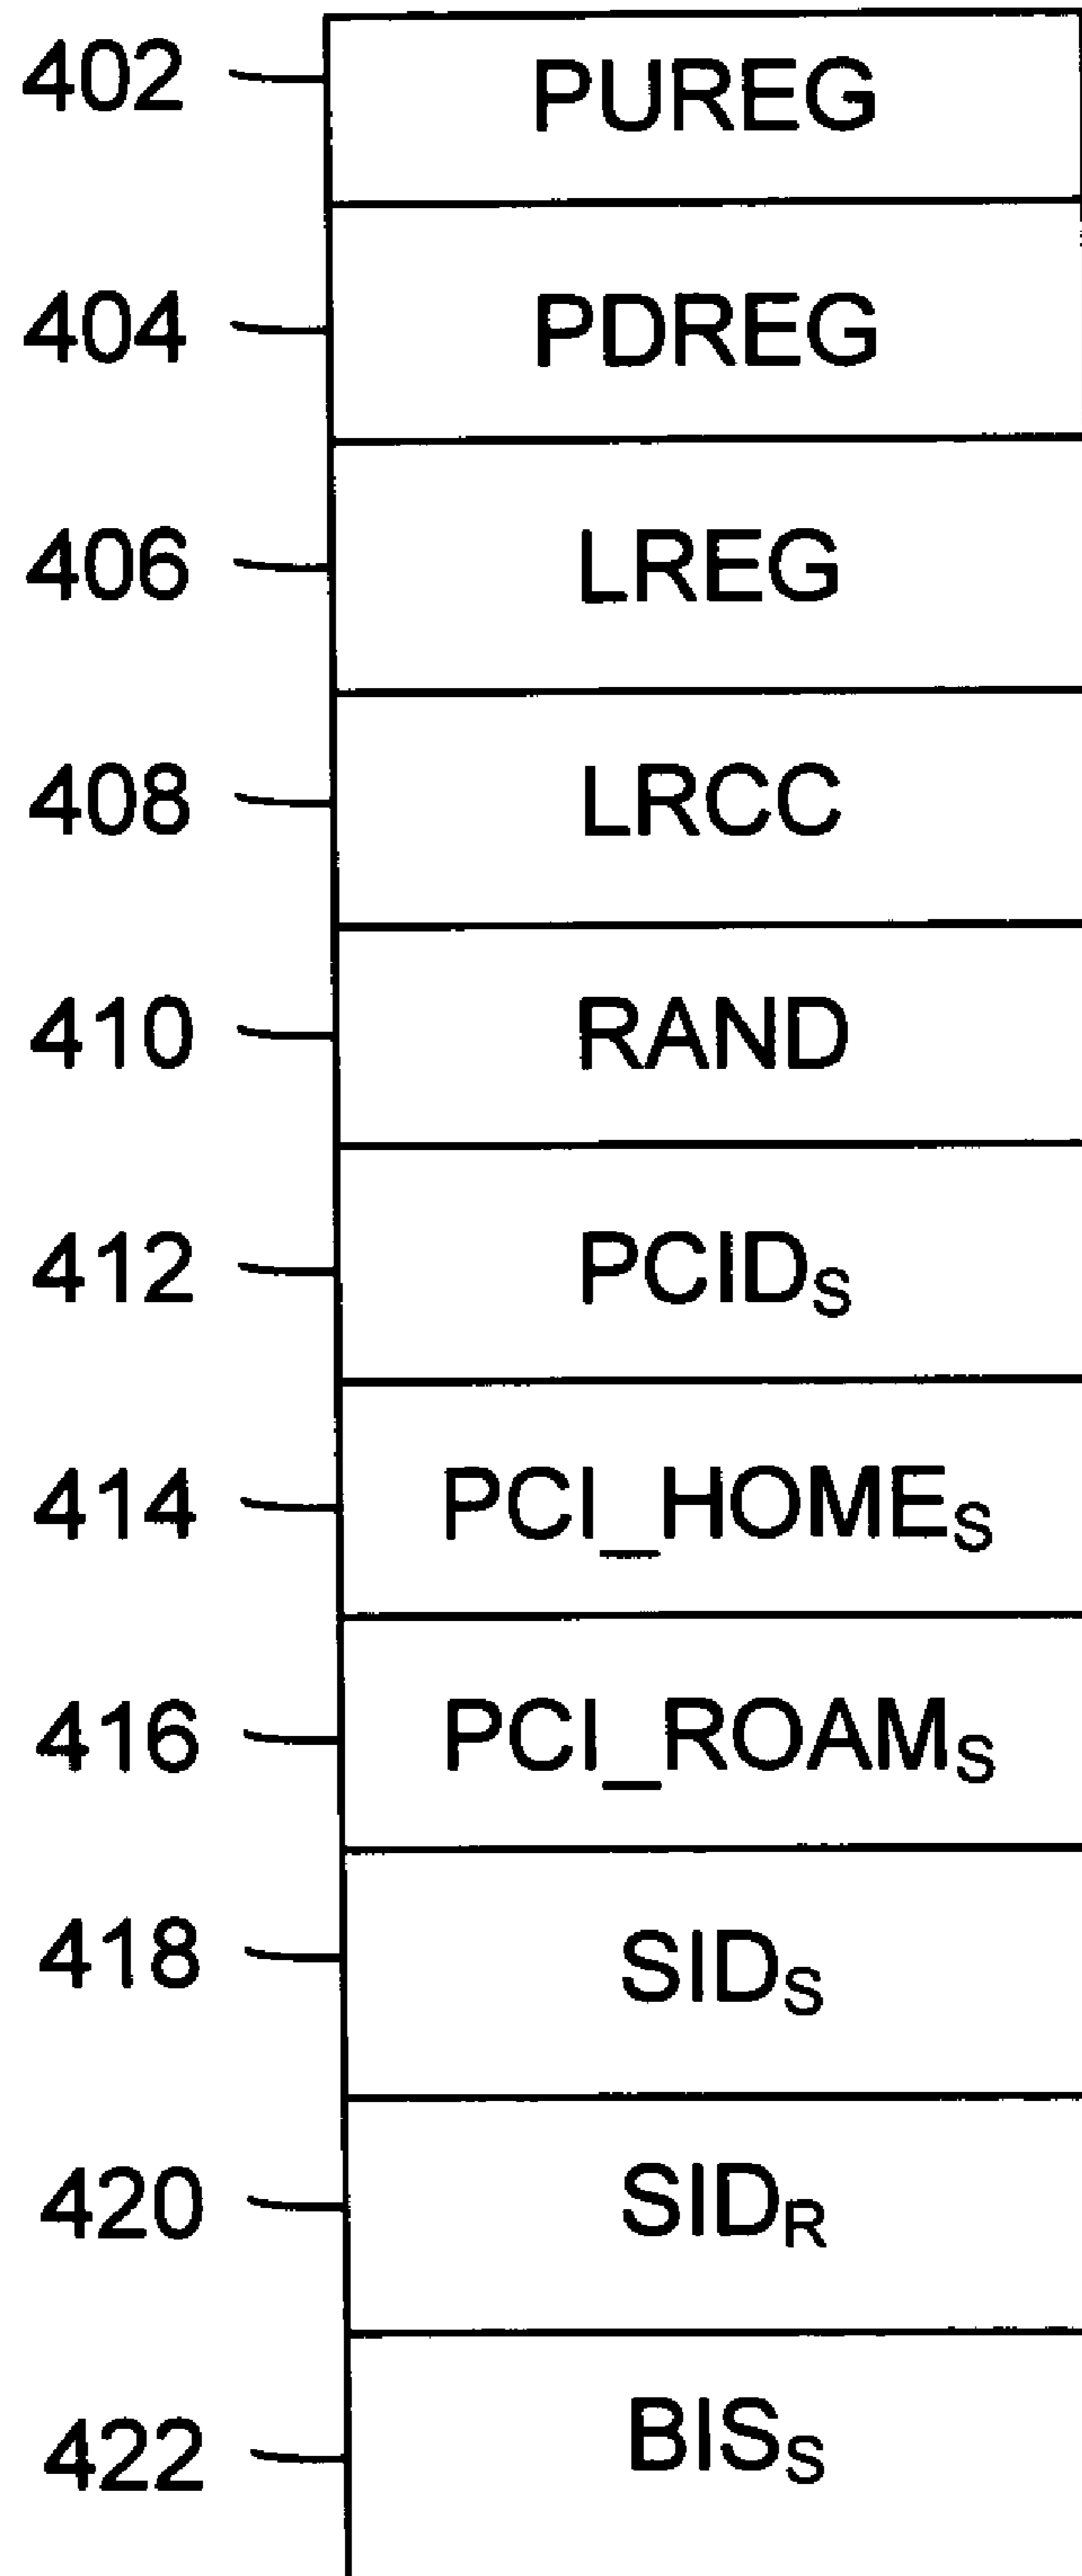 402 PUREG
404 PDREG
406 LREG
408 LRCC
410 RAND
412 PCIDS
414 PCI_HOMES
416 PCI_ROAMS
418 SIDS
420 SIDR
422 BISS